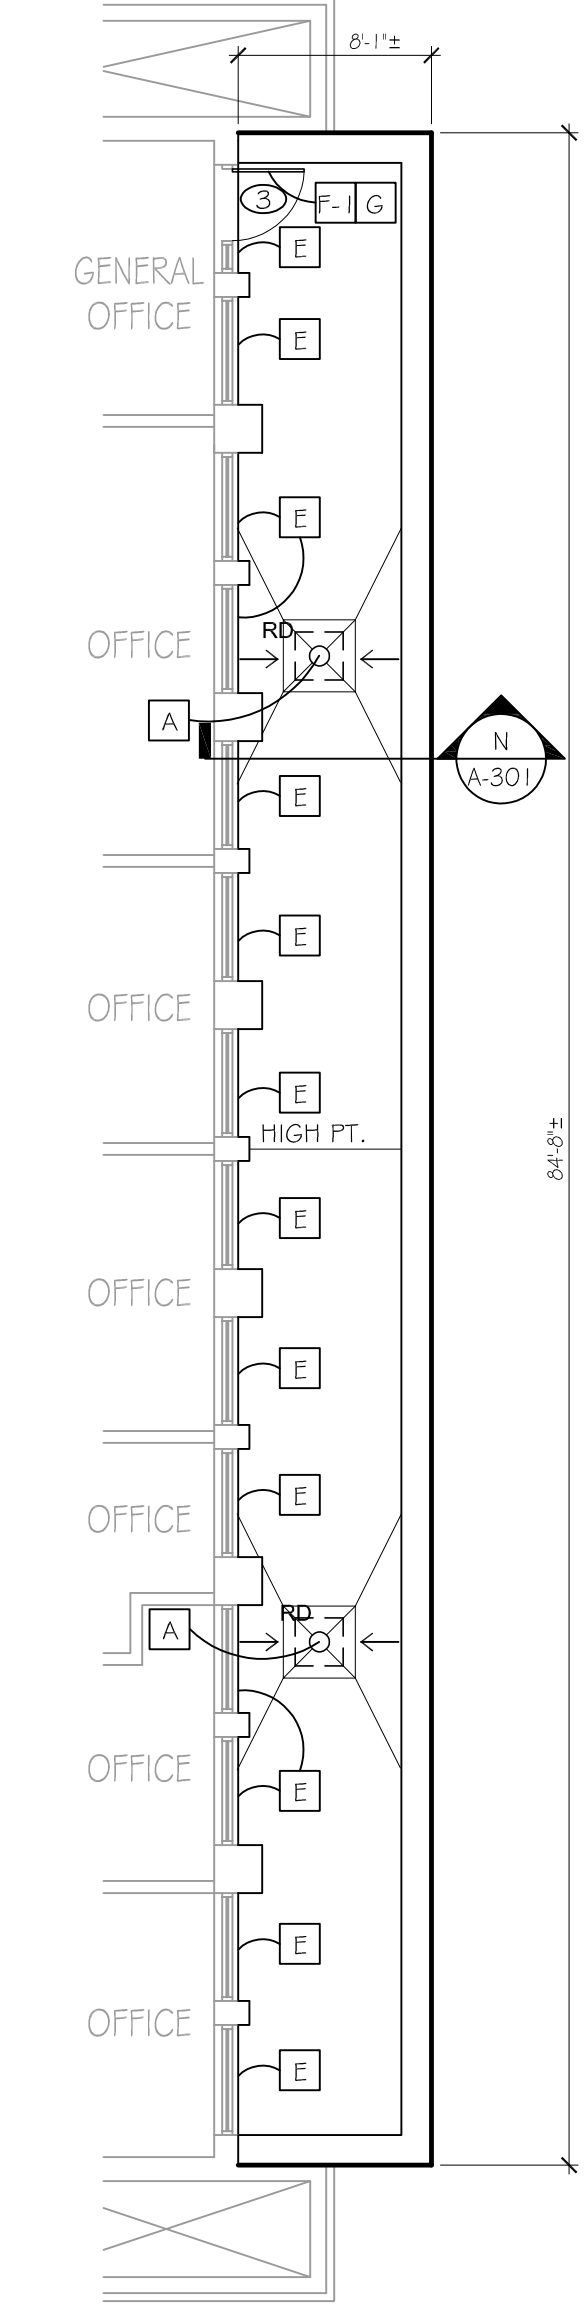 8'-1"±
3
F-1 G
E
GENERAL
OFFICE
E
E
RD
OFFICE
A
N
A-301
E
E
OFFICE
E
HIGH PT.
84'-8"±
E
OFFICE
E
E
OFFICE
RD
A
OFFICE
E
E
OFFICE
E